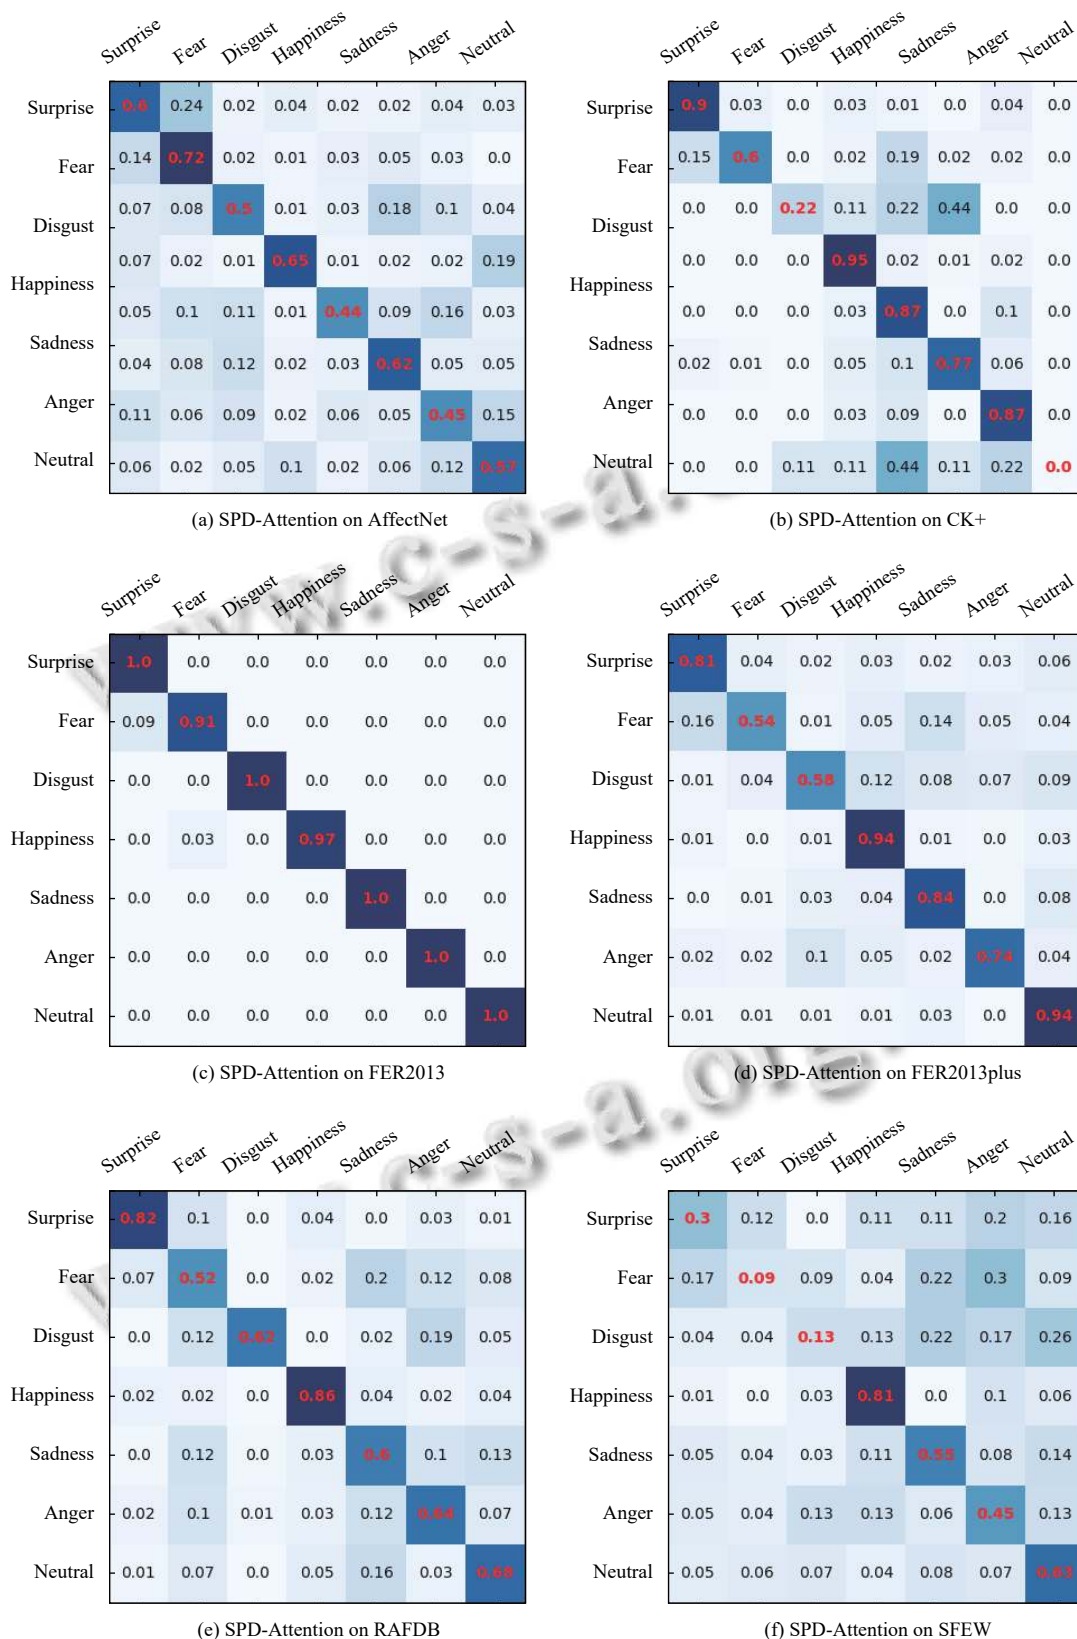 Surprise Fear Disgust Happiness Sadness Anger Neutral
Surprise 0.6 0.24 0.02 0.04 0.02 0.02 0.04 0.03
Fear 0.14 0.72 0.02 0.01 0.03 0.05 0.03 0.0
Disgust 0.07 0.08 0.5 0.01 0.03 0.18 0.1 0.04
0.07 0.02 0.01 0.65 0.01 0.02 0.02 0.19
Happiness 0.05 0.1 0.11 0.01 0.44 0.09 0.16 0.03
Sadness 0.04 0.08 0.12 0.02 0.03 0.62 0.05 0.05
Anger 0.11 0.06 0.09 0.02 0.06 0.05 0.45 0.15
Neutral 0.06 0.02 0.05 0.1 0.02 0.06 0.12 0.57
(a) SPD-Attention on AffectNet
Surprise Fear Disgust Happiness Sadness Anger Neutral
Surprise 0.9 0.03 0.0 0.03 0.01 0.0 0.04 0.0
Fear 0.15 0.6 0.0 0.02 0.19 0.02 0.02 0.0
Disgust 0.0 0.0 0.22 0.11 0.22 0.44 0.0 0.0
0.0 0.0 0.0 0.95 0.02 0.01 0.02 0.0
Happiness 0.0 0.0 0.0 0.03 0.87 0.0 0.1 0.0
Sadness 0.02 0.01 0.0 0.05 0.1 0.77 0.06 0.0
Anger 0.0 0.0 0.0 0.03 0.09 0.0 0.87 0.0
Neutral 0.0 0.0 0.11 0.11 0.44 0.11 0.22 0.0
(b) SPD-Attention on CK+
Surprise Fear Disgust Happiness Sadness Anger Neutral
Surprise 1.0 0.0 0.0 0.0 0.0 0.0 0.0
Fear 0.09 0.91 0.0 0.0 0.0 0.0 0.0
Disgust 0.0 0.0 1.0 0.0 0.0 0.0 0.0
Happiness 0.0 0.03 0.0 0.97 0.0 0.0 0.0
Sadness 0.0 0.0 0.0 0.0 1.0 0.0 0.0
Anger 0.0 0.0 0.0 0.0 0.0 1.0 0.0
Neutral 0.0 0.0 0.0 0.0 0.0 0.0 1.0
(c) SPD-Attention on FER2013
Surprise Fear Disgust Happiness Sadness Anger Neutral
Surprise 0.81 0.04 0.02 0.03 0.02 0.03 0.06
Fear 0.16 0.54 0.01 0.05 0.14 0.05 0.04
Disgust 0.01 0.04 0.58 0.12 0.08 0.07 0.09
Happiness 0.01 0.0 0.01 0.94 0.01 0.0 0.03
Sadness 0.0 0.01 0.03 0.04 0.84 0.0 0.08
Anger 0.02 0.02 0.1 0.05 0.02 0.74 0.04
Neutral 0.01 0.01 0.01 0.01 0.03 0.0 0.94
(d) SPD-Attention on FER2013plus
Surprise Fear Disgust Happiness Sadness Anger Neutral
Surprise 0.82 0.1 0.0 0.04 0.0 0.03 0.01
Fear 0.07 0.52 0.0 0.02 0.2 0.12 0.08
Disgust 0.0 0.12 0.62 0.0 0.02 0.19 0.05
Happiness 0.02 0.02 0.0 0.86 0.04 0.02 0.04
Sadness 0.0 0.12 0.0 0.03 0.6 0.1 0.13
Anger 0.02 0.1 0.01 0.03 0.12 0.64 0.07
Neutral 0.01 0.07 0.0 0.05 0.16 0.03 0.68
(e) SPD-Attention on RAFDB
Surprise Fear Disgust Happiness Sadness Anger Neutral
Surprise 0.3 0.12 0.0 0.11 0.11 0.2 0.16
Fear 0.17 0.09 0.09 0.04 0.22 0.3 0.09
Disgust 0.04 0.04 0.13 0.13 0.22 0.17 0.26
Happiness 0.01 0.0 0.03 0.81 0.0 0.1 0.06
Sadness 0.05 0.04 0.03 0.11 0.55 0.08 0.14
Anger 0.05 0.04 0.13 0.13 0.06 0.45 0.13
Neutral 0.05 0.06 0.07 0.04 0.08 0.07 0.63
(f) SPD-Attention on SFEW